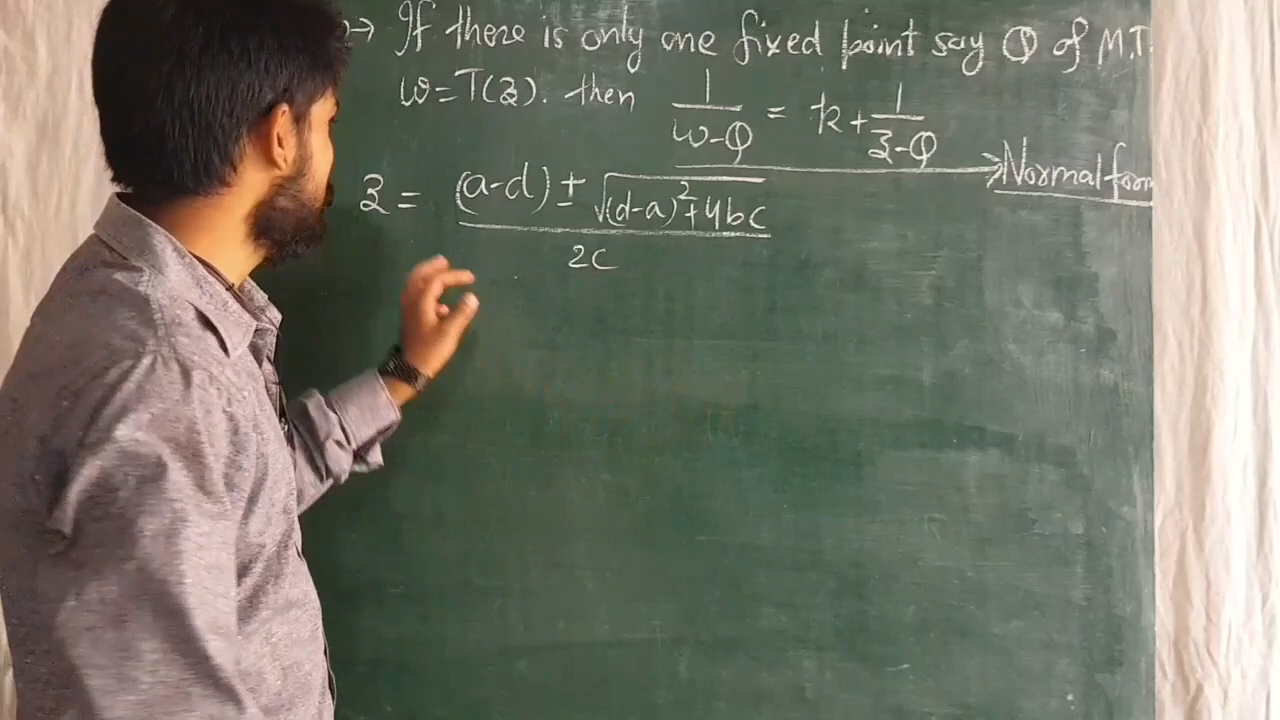 → If there is only one fixed point say Q of M.T.
w=T(z). then 1/(w-Q) = k+1/(z-Q)
→ Normal form
z = ((a-d) ± √((d-a)²+4bc))/2c